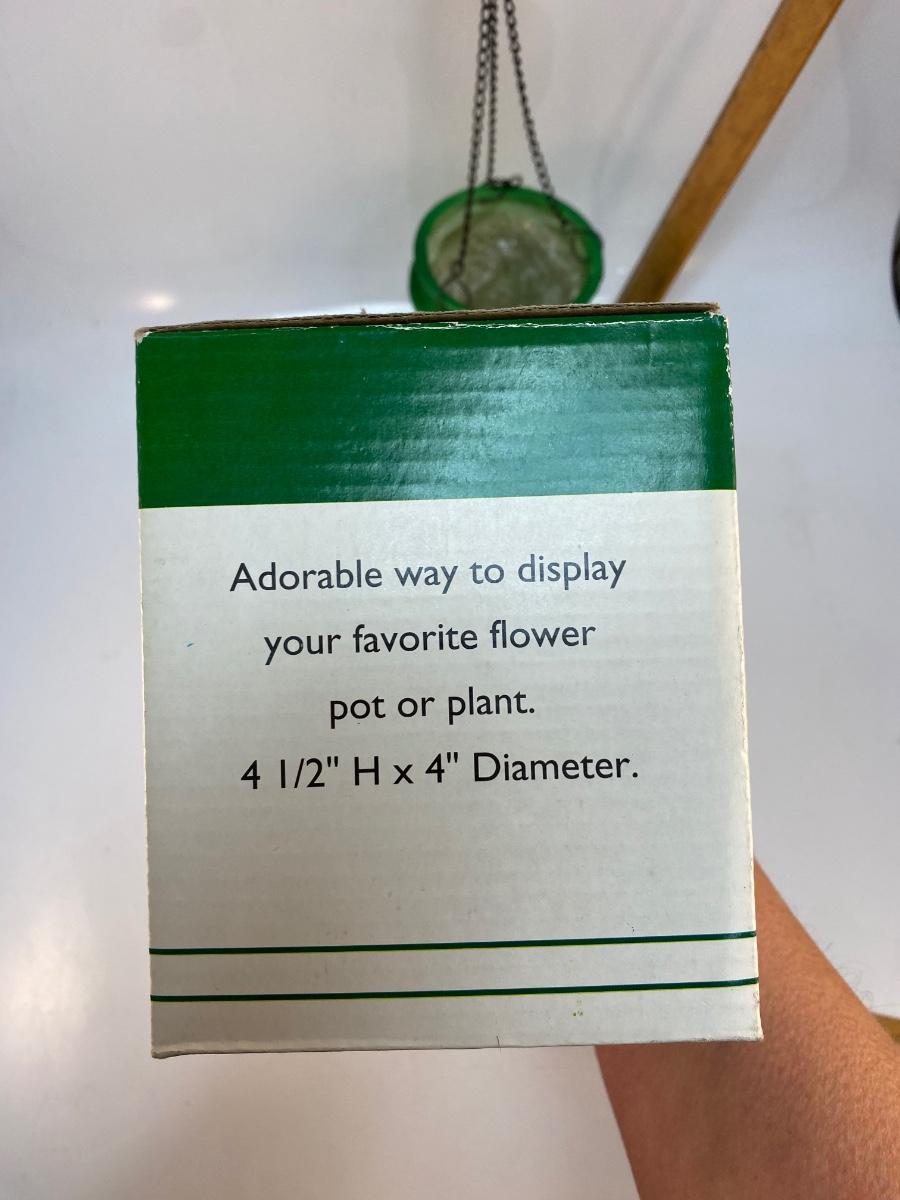 Adorable way to display
your favorite flower
pot or plant.
4 1/2" H x 4" Diameter.